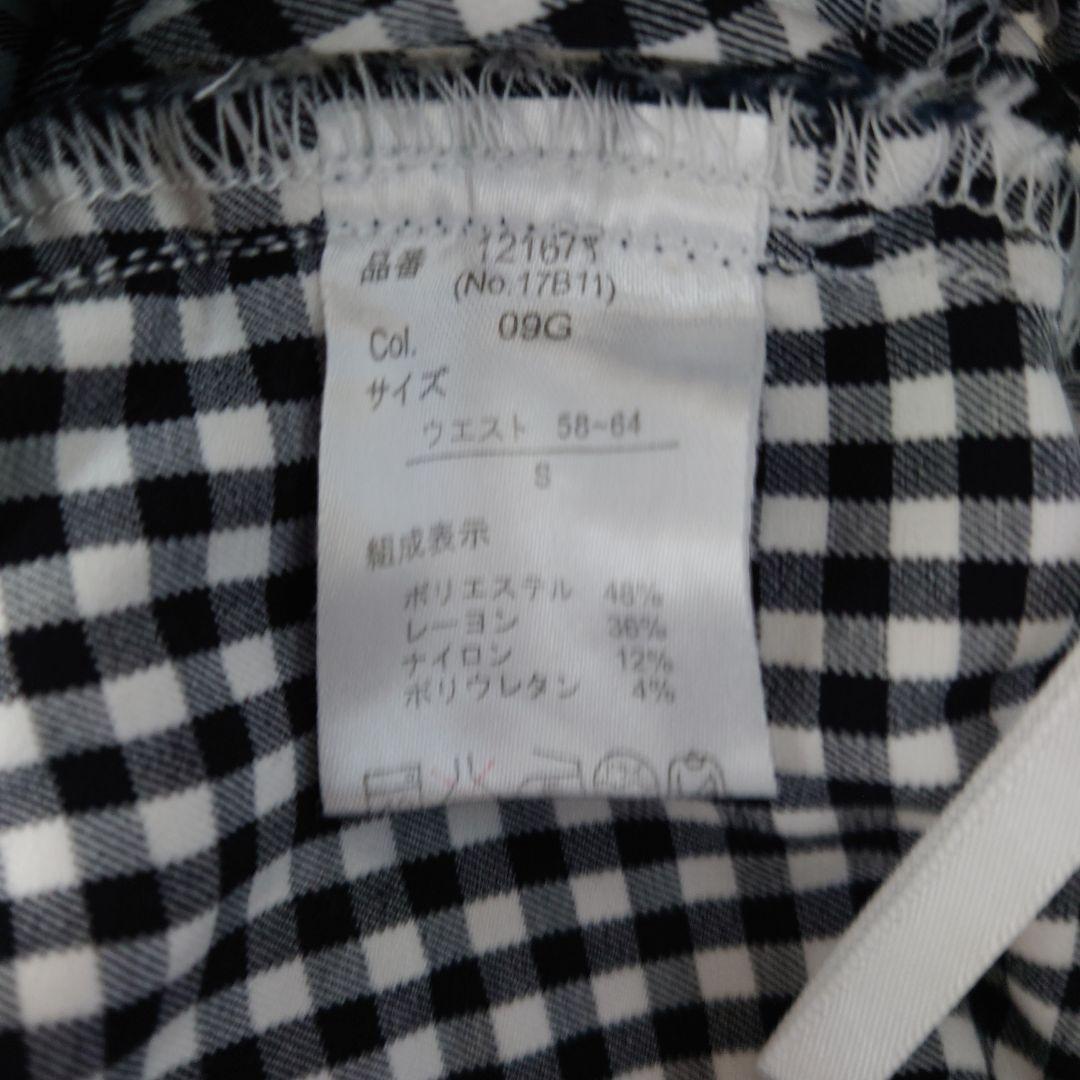 品番
(No.17B11)
Col. 09G
サイズ
ウエスト 58~64
S
組成表示
ポリエステル 48%
レーヨン 36%
ナイロン 12%
ポリウレタン 4%